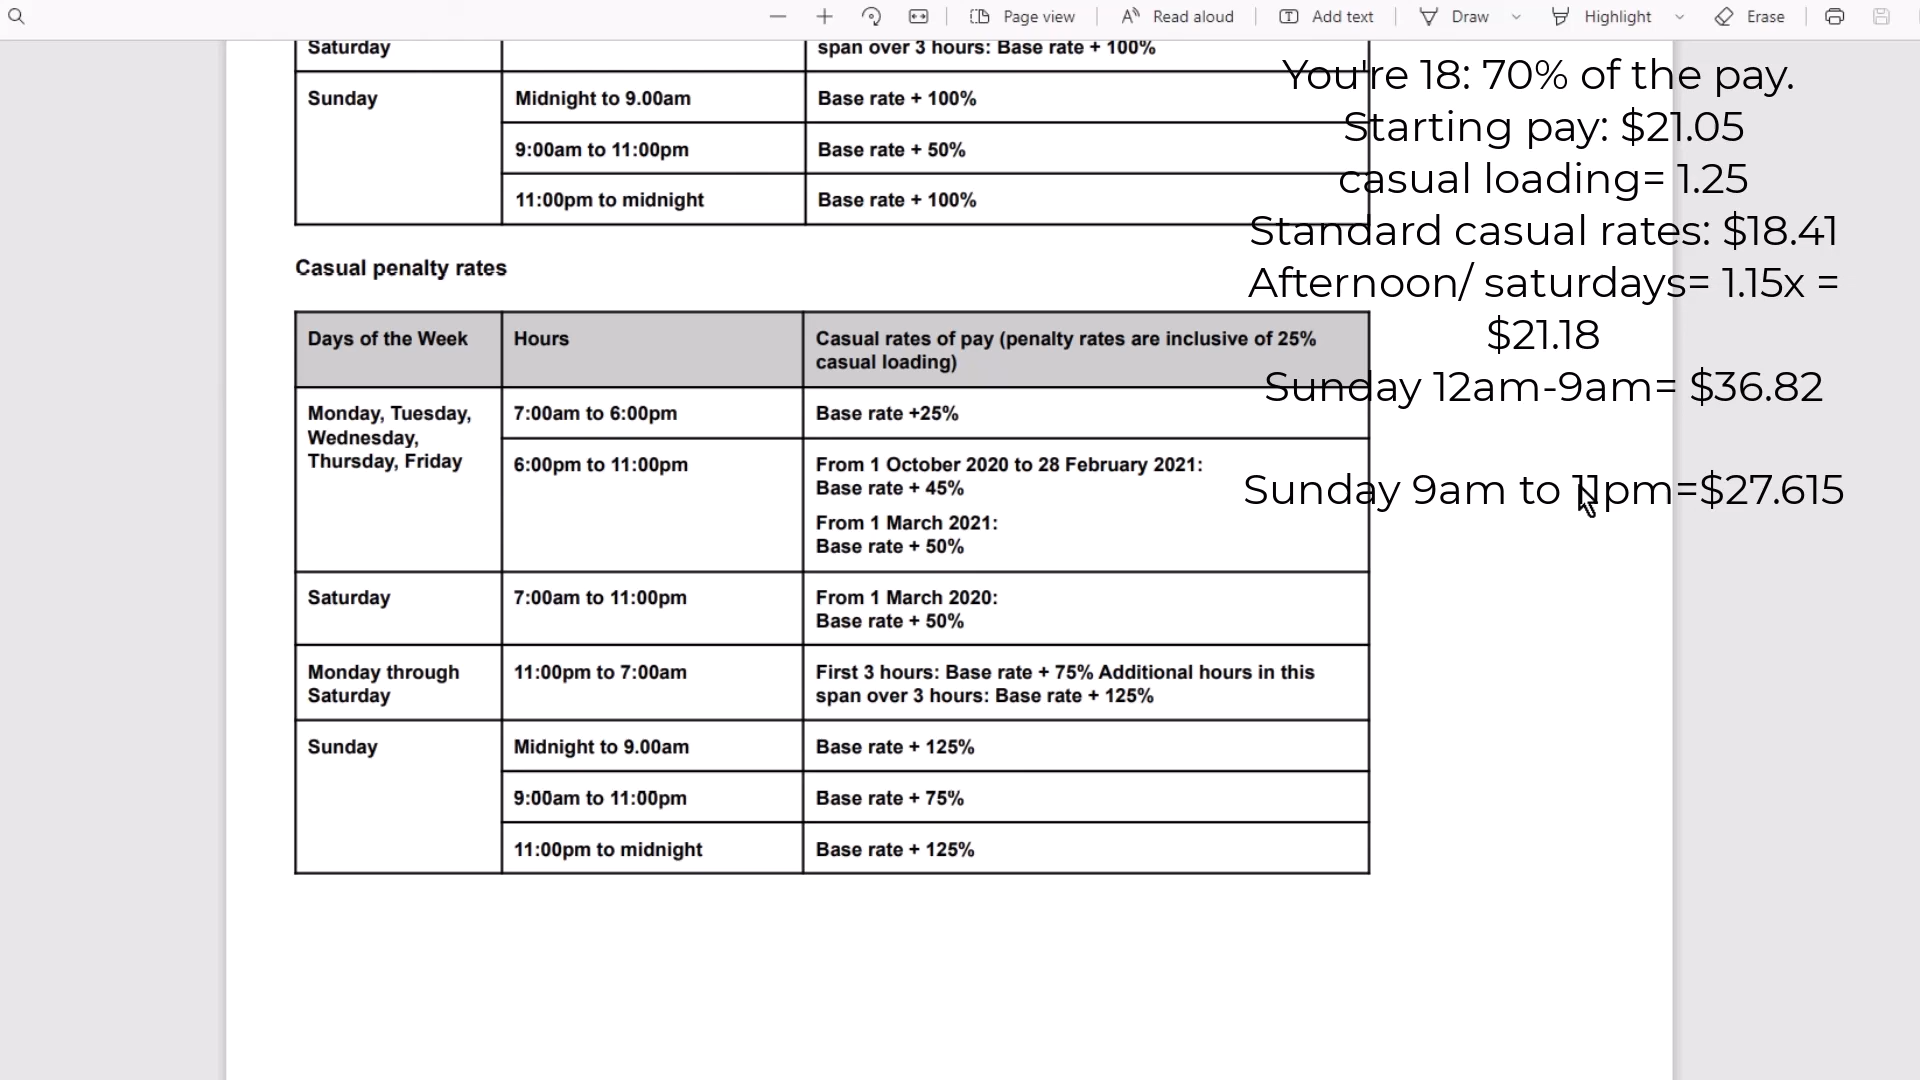 Page view
Read aloud
Add text
Draw
Highlight
Erase
Saturday
span over 3 hours: Base rate + 100%
Sunday
Midnight to 9.00am
Base rate + 100%
9:00am to 11:00pm
Base rate + 50%
11:00pm to midnight
Base rate + 100%
You're 18: 70% of the pay.
Starting pay: $21.05
casual loading= 1.25
Standard casual rates: $18.41
Afternoon/ saturdays= 1.15x =
$21.18
Sunday 12am-9am= $36.82
Sunday 9am to 11pm=$27.615
Casual penalty rates
Days of the Week
Hours
Casual rates of pay (penalty rates are inclusive of 25%
casual loading)
Monday, Tuesday,
Wednesday,
Thursday, Friday
7:00am to 6:00pm
Base rate +25%
6:00pm to 11:00pm
From 1 October 2020 to 28 February 2021:
Base rate + 45%
From 1 March 2021:
Base rate + 50%
Saturday
7:00am to 11:00pm
From 1 March 2020:
Base rate + 50%
Monday through
Saturday
11:00pm to 7:00am
First 3 hours: Base rate + 75% Additional hours in this
span over 3 hours: Base rate + 125%
Sunday
Midnight to 9.00am
Base rate + 125%
9:00am to 11:00pm
Base rate + 75%
11:00pm to midnight
Base rate + 125%